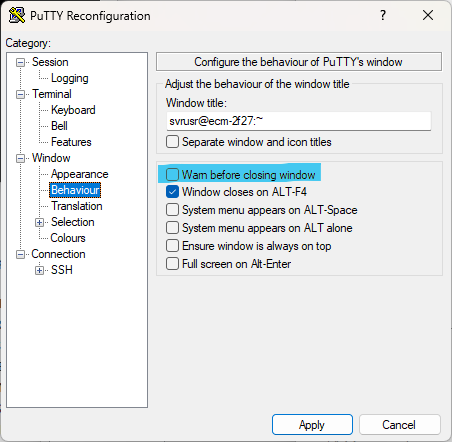 PuTTY Reconfiguration
Category:
Session
Logging
Terminal
Keyboard
Bell
Features
Window
Appearance
Behaviour
Translation
Selection
Colours
Connection
SSH
Configure the behaviour of PuTTY's window
Adjust the behaviour of the window title
Window title:
svrusr@ecm-2f27:~
Separate window and icon titles
Warn before closing window
Window closes on ALT-F4
System menu appears on ALT-Space
System menu appears on ALT alone
Ensure window is always on top
Full screen on Alt-Enter
Apply
Cancel